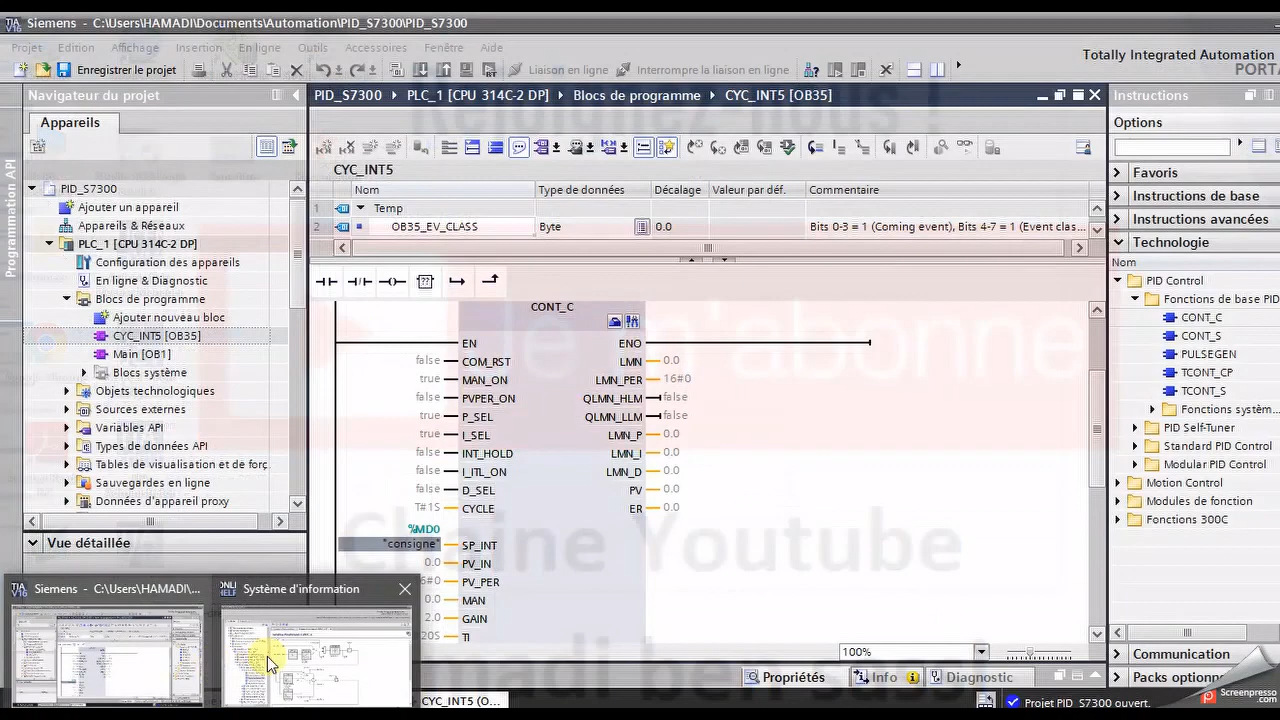 Siemens - C:\Users\HAMADI\Documents\Automation\PID_S7300\PID_S7300
Projet Edition Affichage Insertion En ligne Outils Accessoires Fenêtre Aide
Totally Integrated Automation
PORTA
Enregistrer le projet
Liaison en ligne
Interrompre la liaison en ligne
Navigateur du projet
PID_S7300 PLC_1 [CPU 314C-2 DP] Blocs de programme CYC_INT5 [OB35]
Instructions
Appareils
Options
Programmation API
CYC_INT5
Nom Type de données Décalage Valeur par déf. Commentaire
1 Temp
2 OB35_EV_CLASS Byte 0.0 Bits 0-3 = 1 (Coming event), Bits 4-7 = 1 (Event clas...
PID_S7300
Ajouter un appareil
Appareils & Réseaux
PLC_1 [CPU 314C-2 DP]
Configuration des appareils
En ligne & Diagnostic
Blocs de programme
Ajouter nouveau bloc
CYC_INT5 [OB35]
Main [OB1]
Blocs système
Objets technologiques
Sources externes
Variables API
Types de données API
Tables de visualisation et de forç
Sauvegardes en ligne
Données d'appareil proxy
Vue détaillée
CONT_C
EN ENO
false COM_RST LMN 0.0
true MAN_ON LMN_PER 16#0
false PVPER_ON QLMN_HLM false
true P_SEL QLMN_LLM false
true I_SEL LMN_P 0.0
false INT_HOLD LMN_I 0.0
false I_ITL_ON LMN_D 0.0
false D_SEL PV 0.0
T#1S CYCLE ER 0.0
%MD0
"consigne" SP_INT
0.0 PV_IN
6#0 PV_PER
0.0 MAN
2.0 GAIN
20S TI
100%
Favoris
Instructions de base
Instructions avancées
Technologie
Nom
PID Control
Fonctions de base PID
CONT_C
CONT_S
PULSEGEN
TCONT_CP
TCONT_S
Fonctions systèm
PID Self-Tuner
Standard PID Control
Modular PID Control
Motion Control
Modules de fonction
Fonctions 300C
Communication
Packs optionn
Chaîne Youtube
Siemens - C:\Users\HAMADI\...
Système d'information
Propriétés Info Diagnostic
CYC_INT5 (O...
Projet PID_S7300 ouvert.
Screenpresso
.com